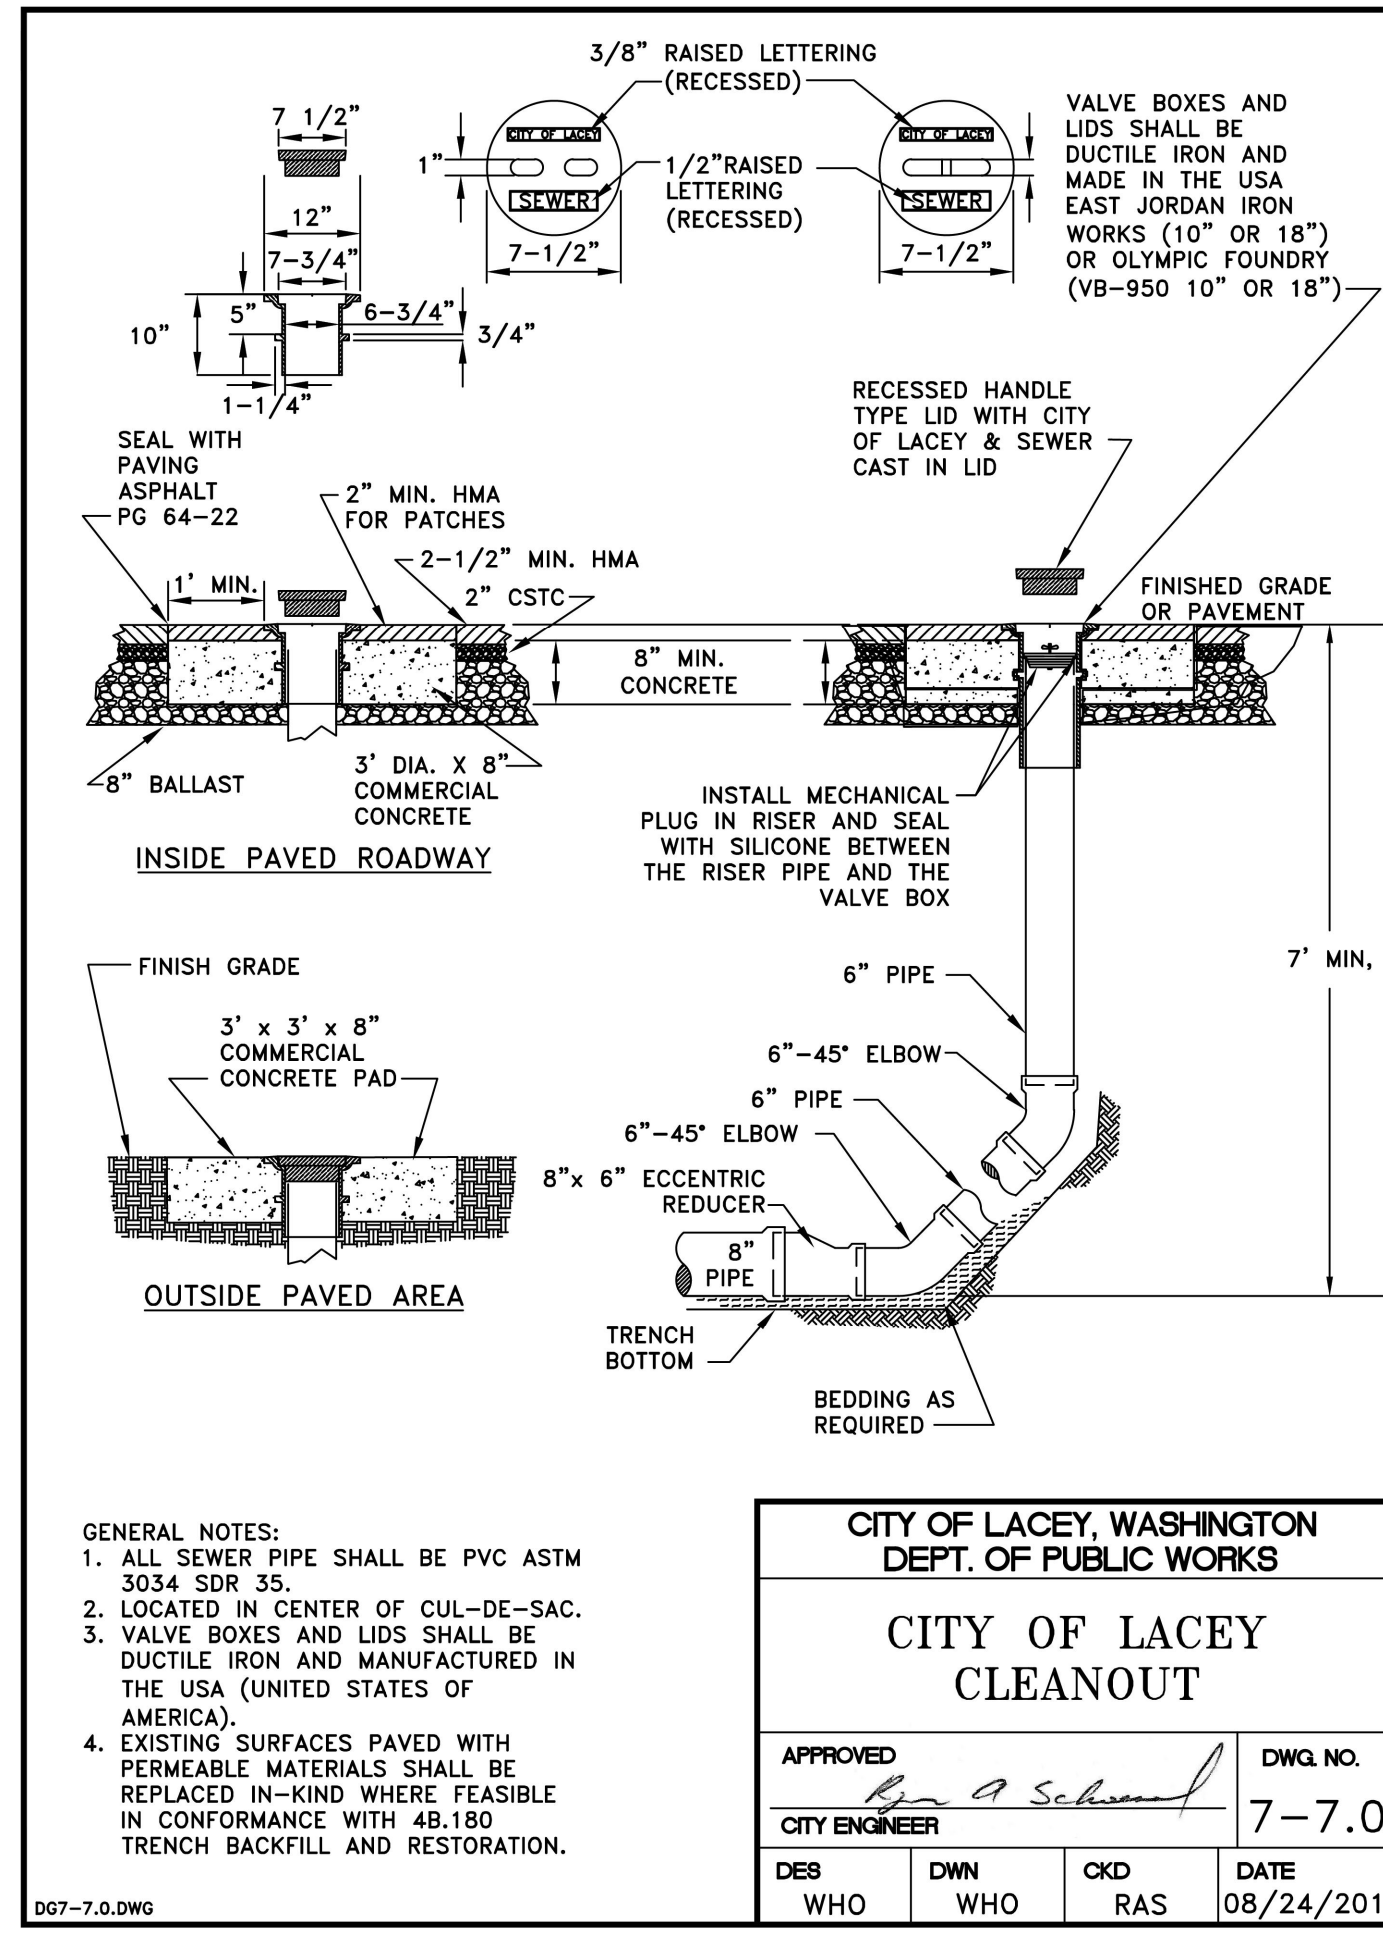 3/8” RAISED LETTERING
(RECESSED)
7 1/2”
CITY OF LACEY
SEWER
1”
7-1/2”
1/2”RAISED
LETTERING
(RECESSED)
CITY OF LACEY
SEWER
7-1/2”
VALVE BOXES AND
LIDS SHALL BE
DUCTILE IRON AND
MADE IN THE USA
EAST JORDAN IRON
WORKS (10” OR 18”)
OR OLYMPIC FOUNDRY
(VB-950 10” OR 18”)
12”
7-3/4”
5”
6-3/4”
10”
3/4”
1-1/4”
SEAL WITH
PAVING
ASPHALT
PG 64-22
2” MIN. HMA
FOR PATCHES
2-1/2” MIN. HMA
2” CSTC
1’ MIN.
RECESSED HANDLE
TYPE LID WITH CITY
OF LACEY & SEWER
CAST IN LID
FINISHED GRADE
OR PAVEMENT
8” MIN.
CONCRETE
8” BALLAST
3’ DIA. X 8”
COMMERCIAL
CONCRETE
INSIDE PAVED ROADWAY
INSTALL MECHANICAL
PLUG IN RISER AND SEAL
WITH SILICONE BETWEEN
THE RISER PIPE AND THE
VALVE BOX
7’ MIN,
FINISH GRADE
3’ x 3’ x 8”
COMMERCIAL
CONCRETE PAD
OUTSIDE PAVED AREA
6” PIPE
6”-45° ELBOW
6” PIPE
6”-45° ELBOW
8”x 6” ECCENTRIC
REDUCER
8”
PIPE
TRENCH
BOTTOM
BEDDING AS
REQUIRED
GENERAL NOTES:
1. ALL SEWER PIPE SHALL BE PVC ASTM
3034 SDR 35.
2. LOCATED IN CENTER OF CUL-DE-SAC.
3. VALVE BOXES AND LIDS SHALL BE
DUCTILE IRON AND MANUFACTURED IN
THE USA (UNITED STATES OF
AMERICA).
4. EXISTING SURFACES PAVED WITH
PERMEABLE MATERIALS SHALL BE
REPLACED IN-KIND WHERE FEASIBLE
IN CONFORMANCE WITH 4B.180
TRENCH BACKFILL AND RESTORATION.
DG7-7.0.DWG
CITY OF LACEY, WASHINGTON
DEPT. OF PUBLIC WORKS
CITY OF LACEY
CLEANOUT
APPROVED
CITY ENGINEER
DWG. NO.
7-7.0
DES
WHO
DWN
WHO
CKD
RAS
DATE
08/24/201